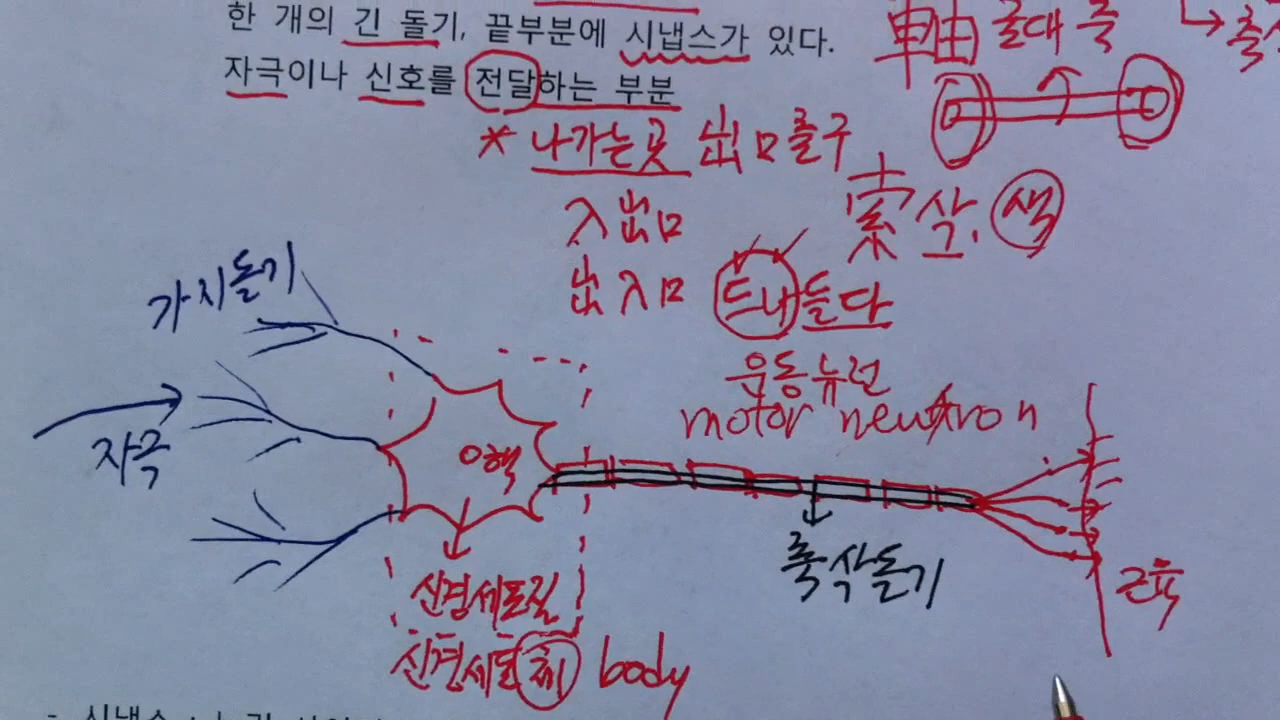 한 개의 긴 돌기, 끝부분에 시냅스가 있다.
자극이나 신호를 전달하는 부분
軸 굴대 축
→ 축삭
* 나가는곳 出口 출구
入出口
索 삭, 색
出入口 드나들다
가지돌기
운동뉴런
motor neutron
자극
핵
축삭돌기
신경세포질
근육
신경세포체 body